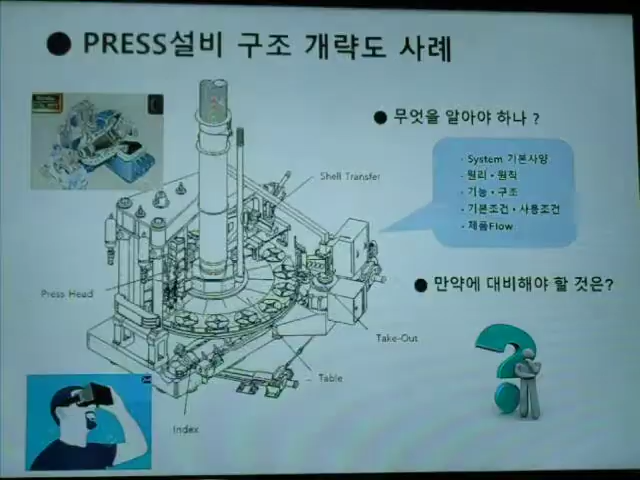 ● PRESS설비 구조 개략도 사례
● 무엇을 알아야 하나 ?
- System 기본사양
- 원리・원칙
- 기능・구조
- 기본조건・사용조건
- 제품Flow
Shell Transfer
● 만약에 대비해야 할 것은?
Press Head
Take-Out
Table
Index